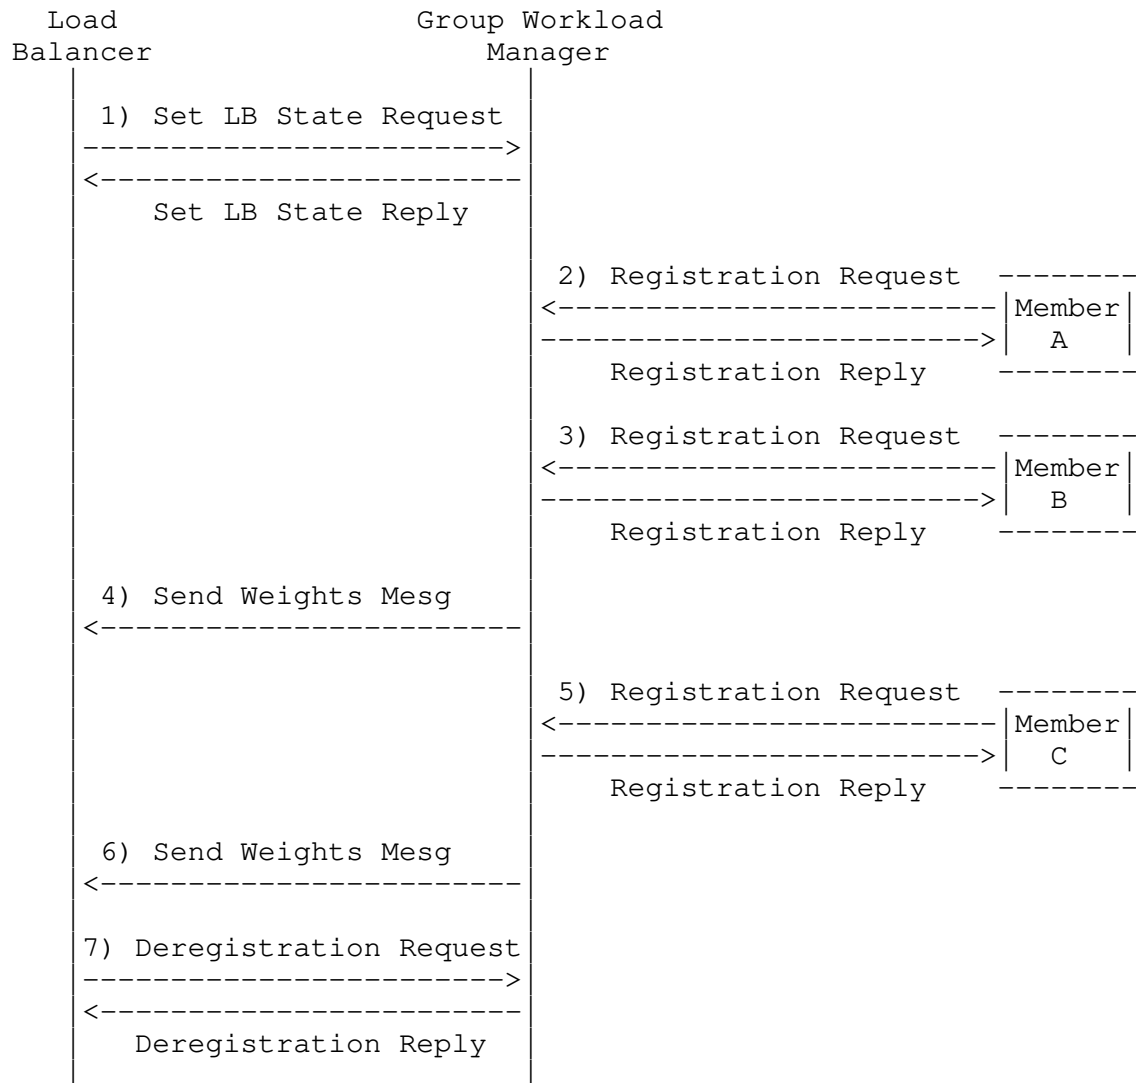 Load Group Workload
Balancer Manager
1) Set LB State Request
Set LB State Reply
2) Registration Request
Member
A
Registration Reply
3) Registration Request
Member
B
Registration Reply
4) Send Weights Mesg
5) Registration Request
Member
C
Registration Reply
6) Send Weights Mesg
7) Deregistration Request
Deregistration Reply